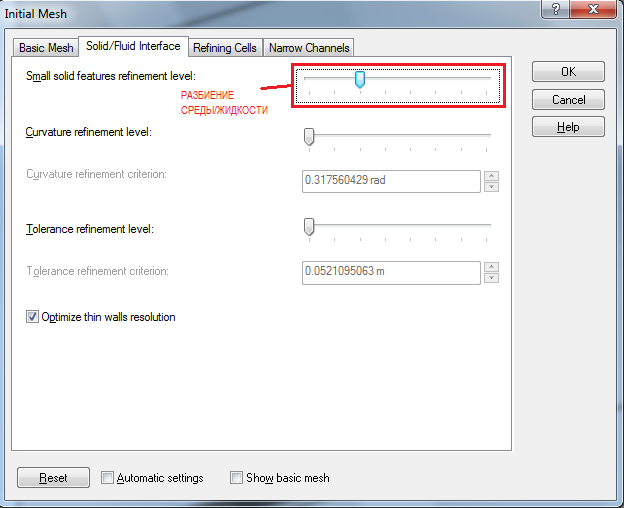 Initial Mesh
?
Basic Mesh
Solid/Fluid Interface
Refining Cells
Narrow Channels
Small solid features refinement level:
РАЗБИЕНИЕ
СРЕДЫ/ЖИДКОСТИ
Curvature refinement level:
Curvature refinement criterion:
0.317560429 rad
Tolerance refinement level:
Tolerance refinement criterion:
0.0521095063 m
Optimize thin walls resolution
OK
Cancel
Help
Reset
Automatic settings
Show basic mesh